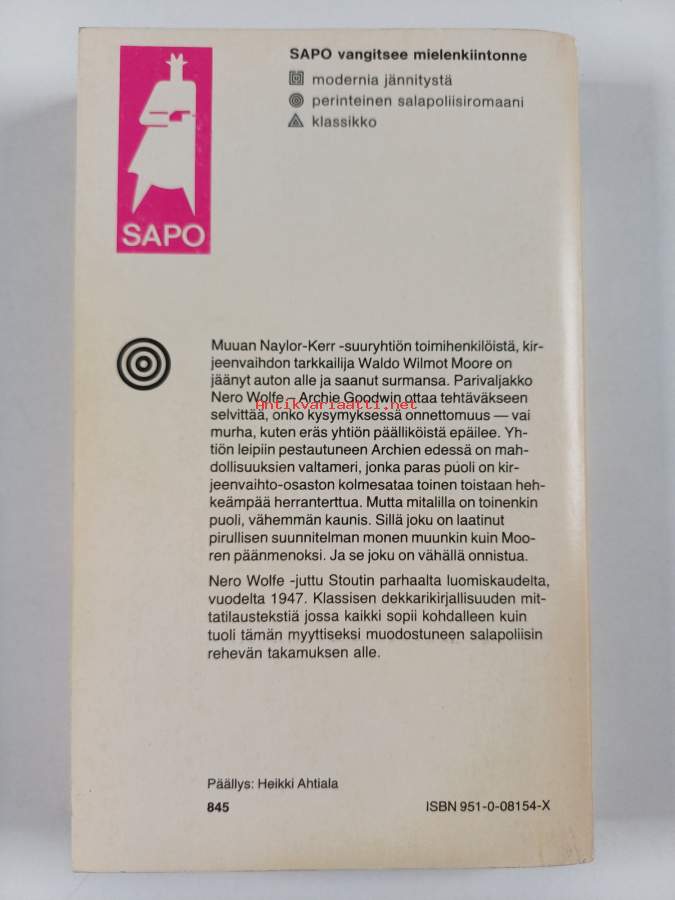 SAPO vangitsee mielenkiintonne
modernia jännitystä
perinteinen salapoliisiromaani
klassikko
SAPO
Muuan Naylor-Kerr -suuryhtiön toimihenkilöistä, kir-
jeenvaihdon tarkkailija Waldo Wilmot Moore on
jäänyt auton alle ja saanut surmansa. Parivaljakko
Nero Wolfe – Archie Goodwin ottaa tehtäväkseen
Antikvariaatti.net
selvittää, onko kysymyksessä onnettomuus — vai
murha, kuten eräs yhtiön päälliköistä epäilee. Yh-
tiön leipiin pestautuneen Archien edessä on mah-
dollisuuksien valtameri, jonka paras puoli on kir-
jeenvaihto-osaston kolmesataa toinen toistaan heh-
keämpää herranterttua. Mutta mitalilla on toinenkin
puoli, vähemmän kaunis. Sillä joku on laatinut
pirullisen suunnitelman monen muunkin kuin Moo-
ren päänmenoksi. Ja se joku on vähällä onnistua.
Nero Wolfe -juttu Stoutin parhaalta luomiskaudelta,
vuodelta 1947. Klassisen dekkarikirjallisuuden mit-
tatilaustekstiä jossa kaikki sopii kohdalleen kuin
tuoli tämän myyttiseksi muodostuneen salapoliisin
rehevän takamuksen alle.
Päällys: Heikki Ahtiala
845
ISBN 951-0-08154-X